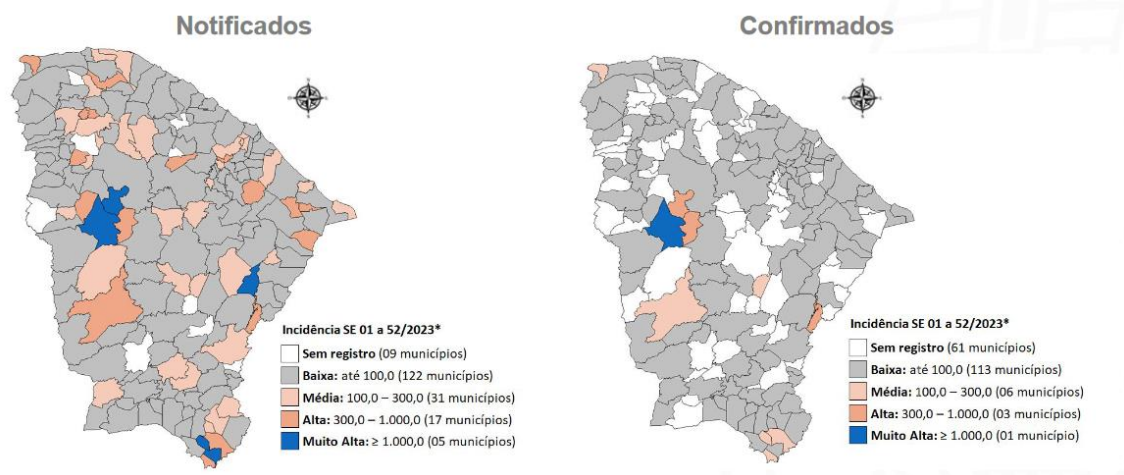 Notificados
Incidência SE 01 a 52/2023*
Sem registro (09 municípios)
Baixa: até 100,0 (122 municípios)
Média: 100,0 – 300,0 (31 municípios)
Alta: 300,0 – 1.000,0 (17 municípios)
Muito Alta: ≥ 1.000,0 (05 municípios)
Confirmados
Incidência SE 01 a 52/2023*
Sem registro (61 municípios)
Baixa: até 100,0 (113 municípios)
Média: 100,0 – 300,0 (06 municípios)
Alta: 300,0 – 1.000,0 (03 municípios)
Muito Alta: ≥ 1.000,0 (01 município)